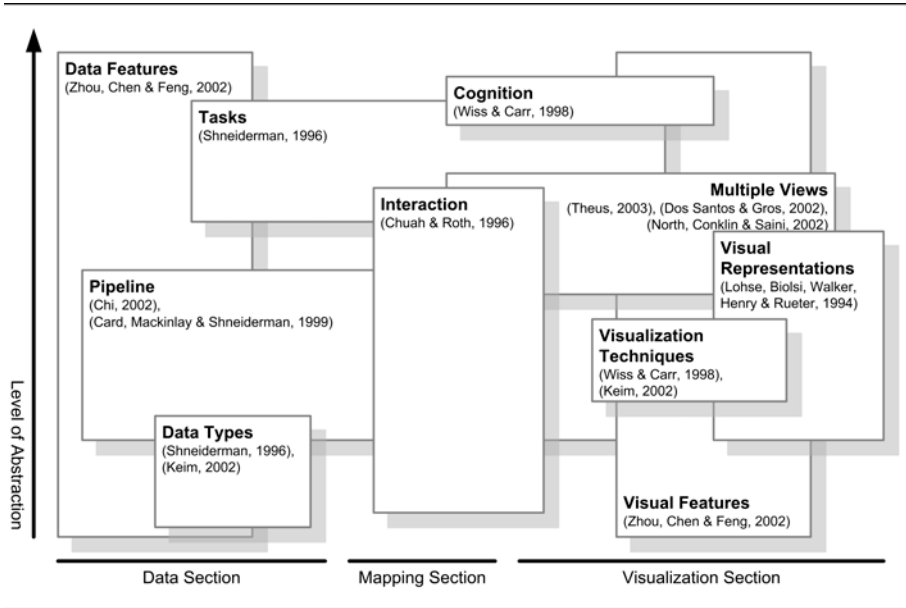 Data Features
(Zhou, Chen & Feng, 2002)
Tasks
(Shneiderman, 1996)
Cognition
(Wiss & Carr, 1998)
Interaction
(Chuah & Roth, 1996)
Multiple Views
(Theus, 2003), (Dos Santos & Gros, 2002),
(North, Conklin & Saini, 2002)
Visual
Representations
(Lohse, Biolsi, Walker,
Henry & Rueter, 1994)
Pipeline
(Chi, 2002),
(Card, Mackinlay & Shneiderman, 1999)
Visualization
Techniques
(Wiss & Carr, 1998),
(Keim, 2002)
Data Types
(Shneiderman, 1996),
(Keim, 2002)
Visual Features
(Zhou, Chen & Feng, 2002)
Level of Abstraction
Data Section
Mapping Section
Visualization Section